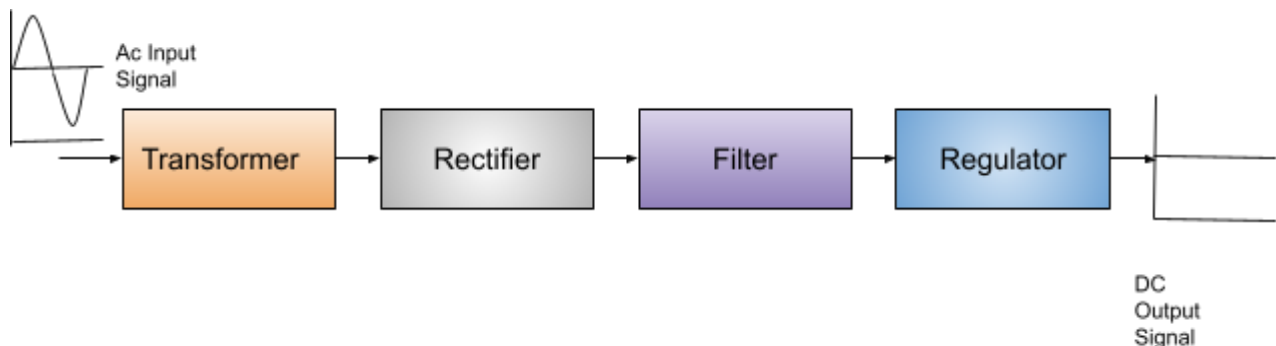 Ac Input
Signal
Transformer
Rectifier
Filter
Regulator
DC
Output
Signal